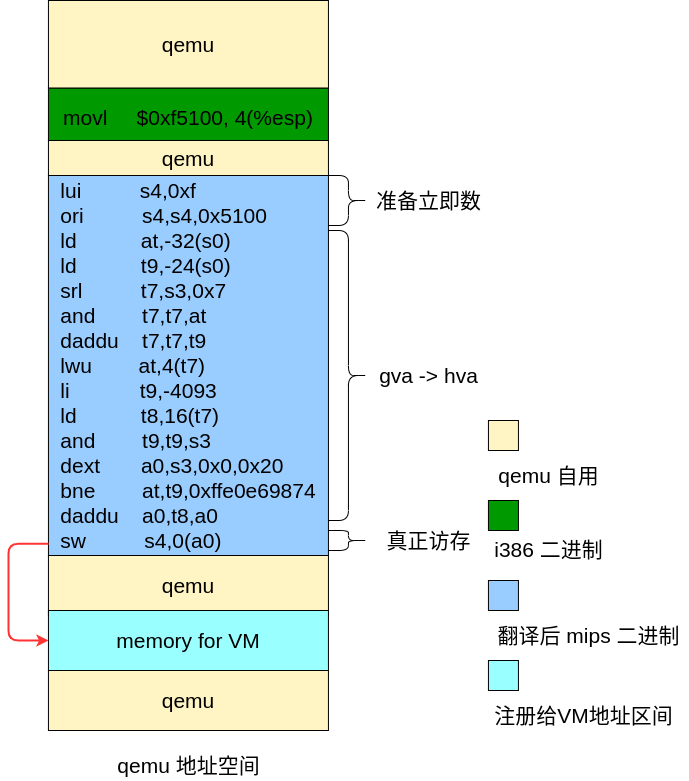 qemu
movl $0xf5100, 4(%esp)
qemu
lui s4,0xf
ori s4,s4,0x5100
准备立即数
ld at,-32(s0)
ld t9,-24(s0)
srl t7,s3,0x7
and t7,t7,at
daddu t7,t7,t9
lwu at,4(t7)
li t9,-4093
ld t8,16(t7)
and t9,t9,s3
dext a0,s3,0x0,0x20
bne at,t9,0xffe0e69874
daddu a0,t8,a0
gva -> hva
sw s4,0(a0)
真正访存
qemu
memory for VM
qemu
qemu 地址空间
qemu 自用
i386 二进制
翻译后 mips 二进制
注册给VM地址区间